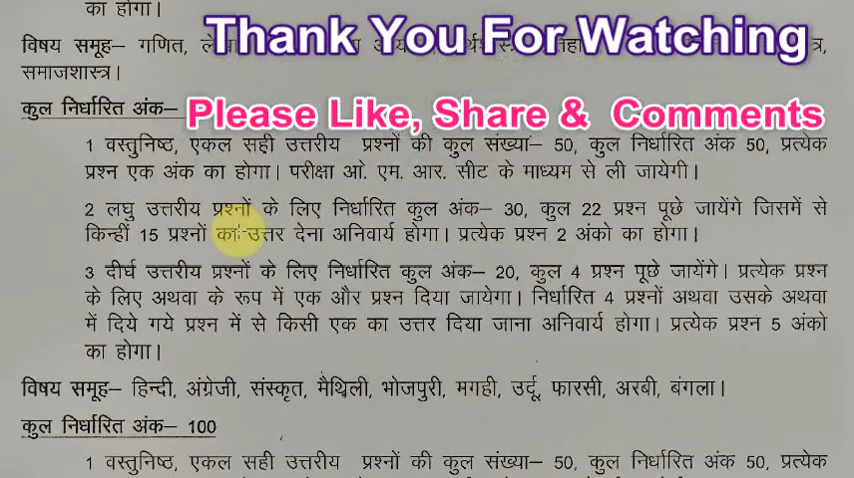 का होगा।
Thank You For Watching
विषय समूह– गणित,
समाजशास्त्र।
Please Like, Share & Comments
कुल निर्धारित अंक–
1 वस्तुनिष्ठ, एकल सही उत्तरीय प्रश्नों की कुल संख्या– 50, कुल निर्धारित अंक 50, प्रत्येक
प्रश्न एक अंक का होगा। परीक्षा ओ. एम. आर. सीट के माध्यम से ली जायेगी।
2 लघु उत्तरीय प्रश्नों के लिए निर्धारित कुल अंक– 30, कुल 22 प्रश्न पूछे जायेंगे जिसमें से
किन्हीं 15 प्रश्नों का उत्तर देना अनिवार्य होगा। प्रत्येक प्रश्न 2 अंको का होगा।
3 दीर्घ उत्तरीय प्रश्नों के लिए निर्धारित कुल अंक– 20, कुल 4 प्रश्न पूछे जायेंगे। प्रत्येक प्रश्न
के लिए अथवा के रूप में एक और प्रश्न दिया जायेगा। निर्धारित 4 प्रश्नों अथवा उसके अथवा
में दिये गये प्रश्न में से किसी एक का उत्तर दिया जाना अनिवार्य होगा। प्रत्येक प्रश्न 5 अंको
का होगा।
विषय समूह– हिन्दी, अंग्रेजी, संस्कृत, मैथिली, भोजपुरी, मगही, उर्दू, फारसी, अरबी, बंगला।
कुल निर्धारित अंक– 100
1 वस्तुनिष्ठ, एकल सही उत्तरीय प्रश्नों की कुल संख्या– 50, कुल निर्धारित अंक 50, प्रत्येक